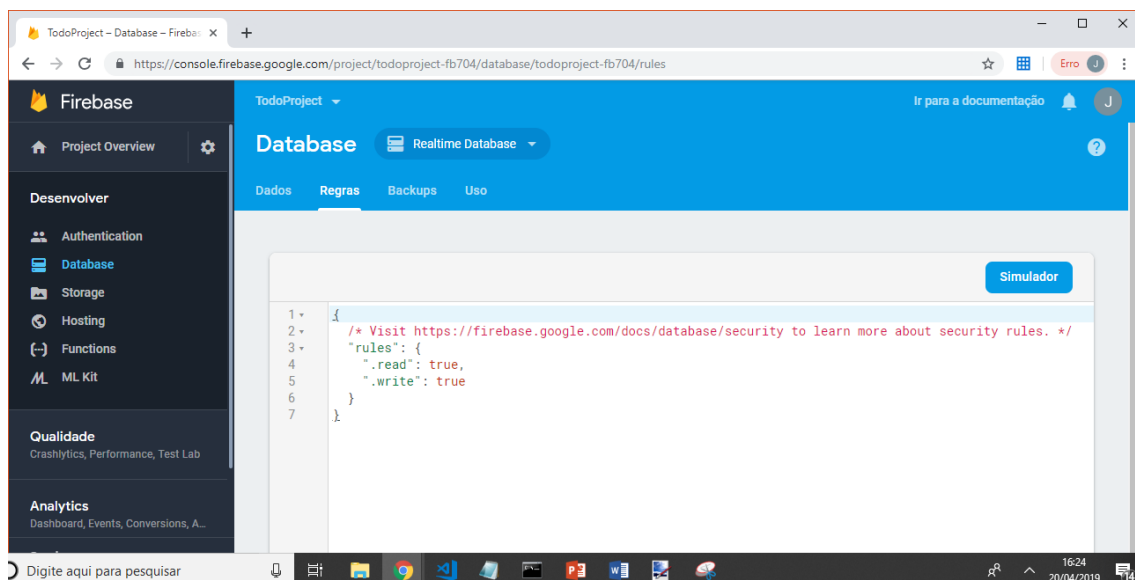 TodoProject – Database – Firebas
https://console.firebase.google.com/project/todoproject-fb704/database/todoproject-fb704/rules
Erro J
Firebase
TodoProject
Ir para a documentação
J
Project Overview
Database
Realtime Database
Dados Regras Backups Uso
Desenvolver
Authentication
Database
Storage
Hosting
Functions
ML Kit
Qualidade
Crashlytics, Performance, Test Lab
Analytics
Dashboard, Events, Conversions, A...
Simulador
1 {
2 /* Visit https://firebase.google.com/docs/database/security to learn more about security rules. */
3 "rules": {
4 ".read": true,
5 ".write": true
6 }
7 }
Digite aqui para pesquisar
16:24
20/04/2019